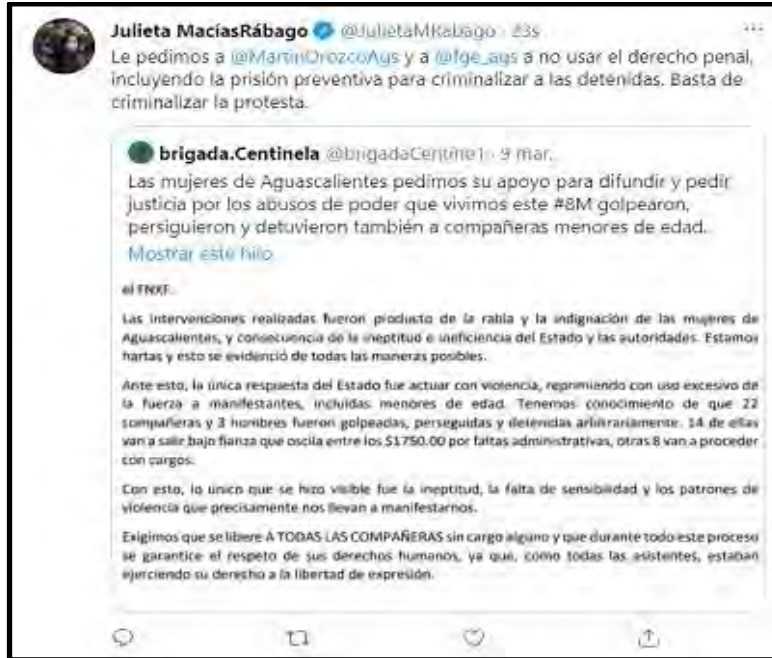 Julieta MacíasRábago @JulietaMRabago · 23s
Le pedimos a @MartinOrozcoAgs y a @fge_ags a no usar el derecho penal,
incluyendo la prisión preventiva para criminalizar a las detenidas. Basta de
criminalizar la protesta.
brigada.Centinela @brigadaCentine1 · 9 mar.
Las mujeres de Aguascalientes pedimos su apoyo para difundir y pedir
justicia por los abusos de poder que vivimos este #8M golpearon,
persiguieron y detuvieron también a compañeras menores de edad.
Mostrar este hilo
el FNXF.
Las intervenciones realizadas fueron producto de la rabia y la indignación de las mujeres de
Aguascalientes, y consecuencia de la ineptitud e ineficiencia del Estado y las autoridades. Estamos
hartas y esto se evidenció de todas las maneras posibles.
Ante esto, la única respuesta del Estado fue actuar con violencia, reprimiendo con uso excesivo de
la fuerza a manifestantes, incluidas menores de edad. Tenemos conocimiento de que 22
compañeras y 3 hombres fueron golpeadas, perseguidas y detenidas arbitrariamente. 14 de ellas
van a salir bajo fianza que oscila entre los $1750.00 por faltas administrativas, otras 8 van a proceder
con cargos.
Con esto, lo único que se hizo visible fue la ineptitud, la falta de sensibilidad y los patrones de
violencia que precisamente nos llevan a manifestarnos.
Exigimos que se libere A TODAS LAS COMPAÑERAS sin cargo alguno y que durante todo este proceso
se garantice el respeto de sus derechos humanos, ya que, como todas las asistentes, estaban
ejerciendo su derecho a la libertad de expresión.